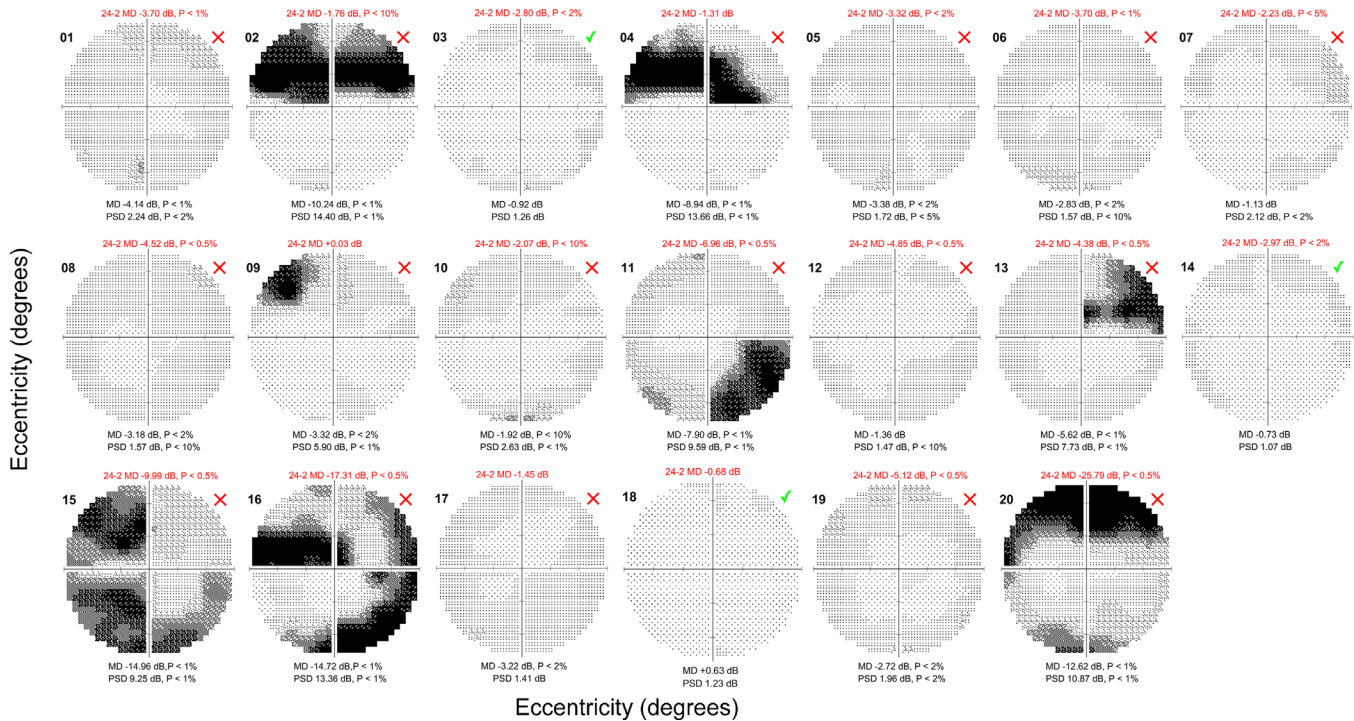 24-2 MD -3.70 dB, P < 1%
01
MD -4.14 dB, P < 1%
PSD 2.24 dB, P < 2%
24-2 MD -1.76 dB, P < 10%
02
MD -10.24 dB, P < 1%
PSD 14.40 dB, P < 1%
24-2 MD -2.80 dB, P < 2%
03
MD -0.92 dB
PSD 1.26 dB
24-2 MD -1.31 dB
04
MD -8.94 dB, P < 1%
PSD 13.66 dB, P < 1%
24-2 MD -3.32 dB, P < 2%
05
MD -3.38 dB, P < 2%
PSD 1.72 dB, P < 5%
24-2 MD -3.70 dB, P < 1%
06
MD -2.83 dB, P < 2%
PSD 1.57 dB, P < 10%
24-2 MD -2.23 dB, P < 5%
07
MD -1.13 dB
PSD 2.12 dB, P < 2%
24-2 MD -4.52 dB, P < 0.5%
08
MD -3.18 dB, P < 2%
PSD 1.57 dB, P < 10%
24-2 MD +0.03 dB
09
MD -3.32 dB, P < 2%
PSD 5.90 dB, P < 1%
24-2 MD -2.07 dB, P < 10%
10
MD -1.92 dB, P < 10%
PSD 2.63 dB, P < 1%
24-2 MD -6.96 dB, P < 0.5%
11
MD -7.90 dB, P < 1%
PSD 9.59 dB, P < 1%
24-2 MD -4.85 dB, P < 0.5%
12
MD -1.36 dB
PSD 1.47 dB, P < 10%
24-2 MD -4.38 dB, P < 0.5%
13
MD -5.62 dB, P < 1%
PSD 7.73 dB, P < 1%
24-2 MD -2.97 dB, P < 2%
14
MD -0.73 dB
PSD 1.07 dB
24-2 MD -9.99 dB, P < 0.5%
15
MD -14.96 dB,P < 1%
PSD 9.25 dB, P < 1%
24-2 MD -17.31 dB, P < 0.5%
16
MD -14.72 dB,P < 1%
PSD 13.36 dB, P < 1%
24-2 MD -1.45 dB
17
MD -3.22 dB, P < 2%
PSD 1.41 dB
24-2 MD -0.68 dB
18
MD +0.63 dB
PSD 1.23 dB
24-2 MD -5.12 dB, P < 0.5%
19
MD -2.72 dB, P < 2%
PSD 1.96 dB, P < 2%
24-2 MD -25.79 dB, P < 0.5%
20
MD -12.62 dB, P < 1%
PSD 10.87 dB, P < 1%
Eccentricity (degrees)
Eccentricity (degrees)